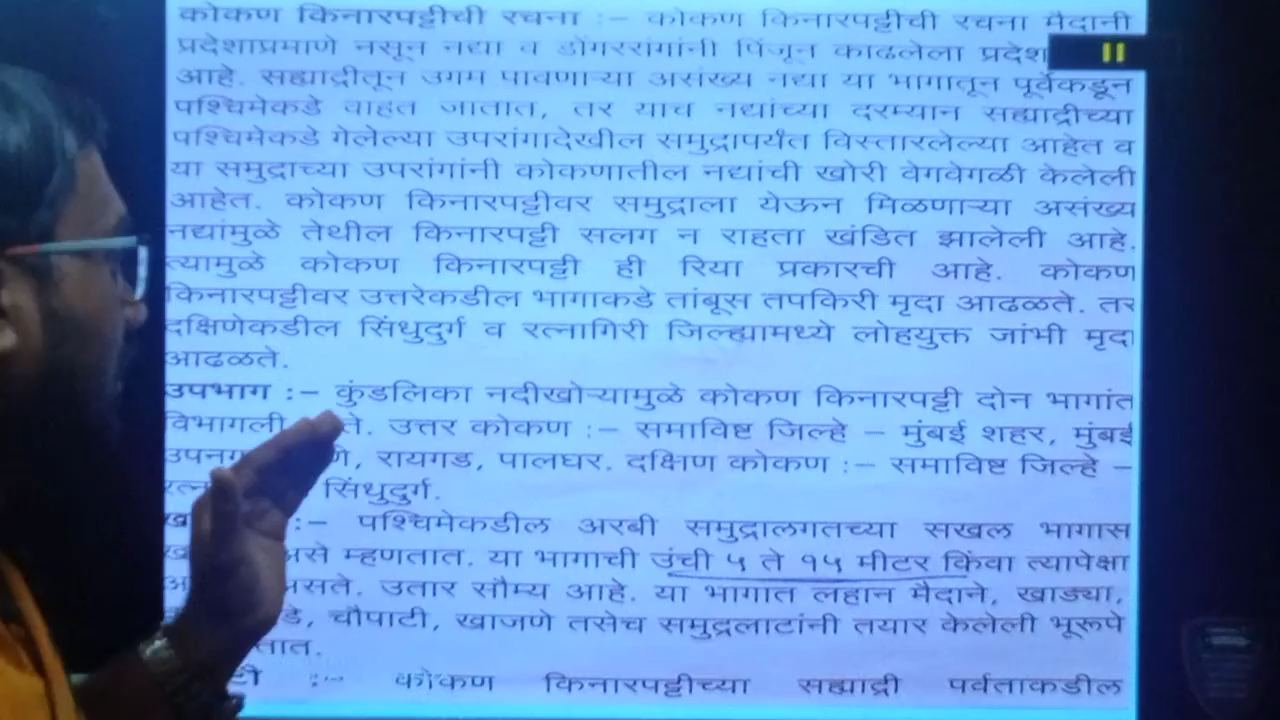 कोकण किनारपट्टीची रचना :– कोकण किनारपट्टीची रचना मैदानी
प्रदेशाप्रमाणे नसून नद्या व डोंगररांगांनी पिंजून काढलेला प्रदेश
आहे. सह्याद्रीतून उगम पावणाऱ्या असंख्य नद्या या भागातून पूर्वेकडून
पश्चिमेकडे वाहत जातात, तर याच नद्यांच्या दरम्यान सह्याद्रीच्या
पश्चिमेकडे गेलेल्या उपरांगादेखील समुद्रापर्यंत विस्तारलेल्या आहेत व
या समुद्राच्या उपरांगांनी कोकणातील नद्यांची खोरी वेगवेगळी केलेली
आहेत. कोकण किनारपट्टीवर समुद्राला येऊन मिळणाऱ्या असंख्य
नद्यांमुळे तेथील किनारपट्टी सलग न राहता खंडित झालेली आहे.
त्यामुळे कोकण किनारपट्टी ही रिया प्रकारची आहे. कोकण
किनारपट्टीवर उत्तरेकडील भागाकडे तांबूस तपकिरी मृदा आढळते. तर
दक्षिणेकडील सिंधुदुर्ग व रत्नागिरी जिल्ह्यामध्ये लोहयुक्त जांभी मृदा
आढळते.
उपभाग :– कुंडलिका नदीखोऱ्यामुळे कोकण किनारपट्टी दोन भागांत
विभागली उत्तर कोकण :– समाविष्ट जिल्हे – मुंबई शहर, मुंबई
रायगड, पालघर. दक्षिण कोकण :– समाविष्ट जिल्हे –
सिंधुदुर्ग.
:– पश्चिमेकडील अरबी समुद्रालगतच्या सखल भागास
असे म्हणतात. या भागाची उंची ५ ते १५ मीटर किंवा त्यापेक्षा
असते. उतार सौम्य आहे. या भागात लहान मैदाने, खाड्या,
चौपाटी, खाजणे तसेच समुद्रलाटांनी तयार केलेली भूरूपे
:– कोकण किनारपट्टीच्या सह्याद्री पर्वताकडील